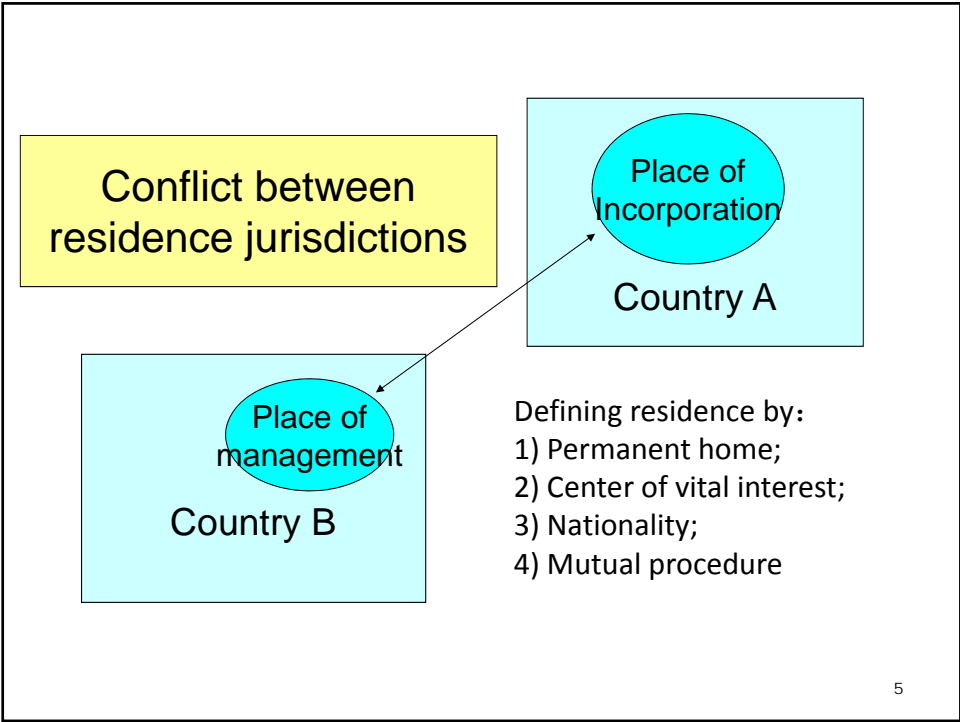 Conflict between
residence jurisdictions
Place of
Incorporation
Country A
Place of
management
Country B
Defining residence by：
1) Permanent home;
2) Center of vital interest;
3) Nationality;
4) Mutual procedure
5